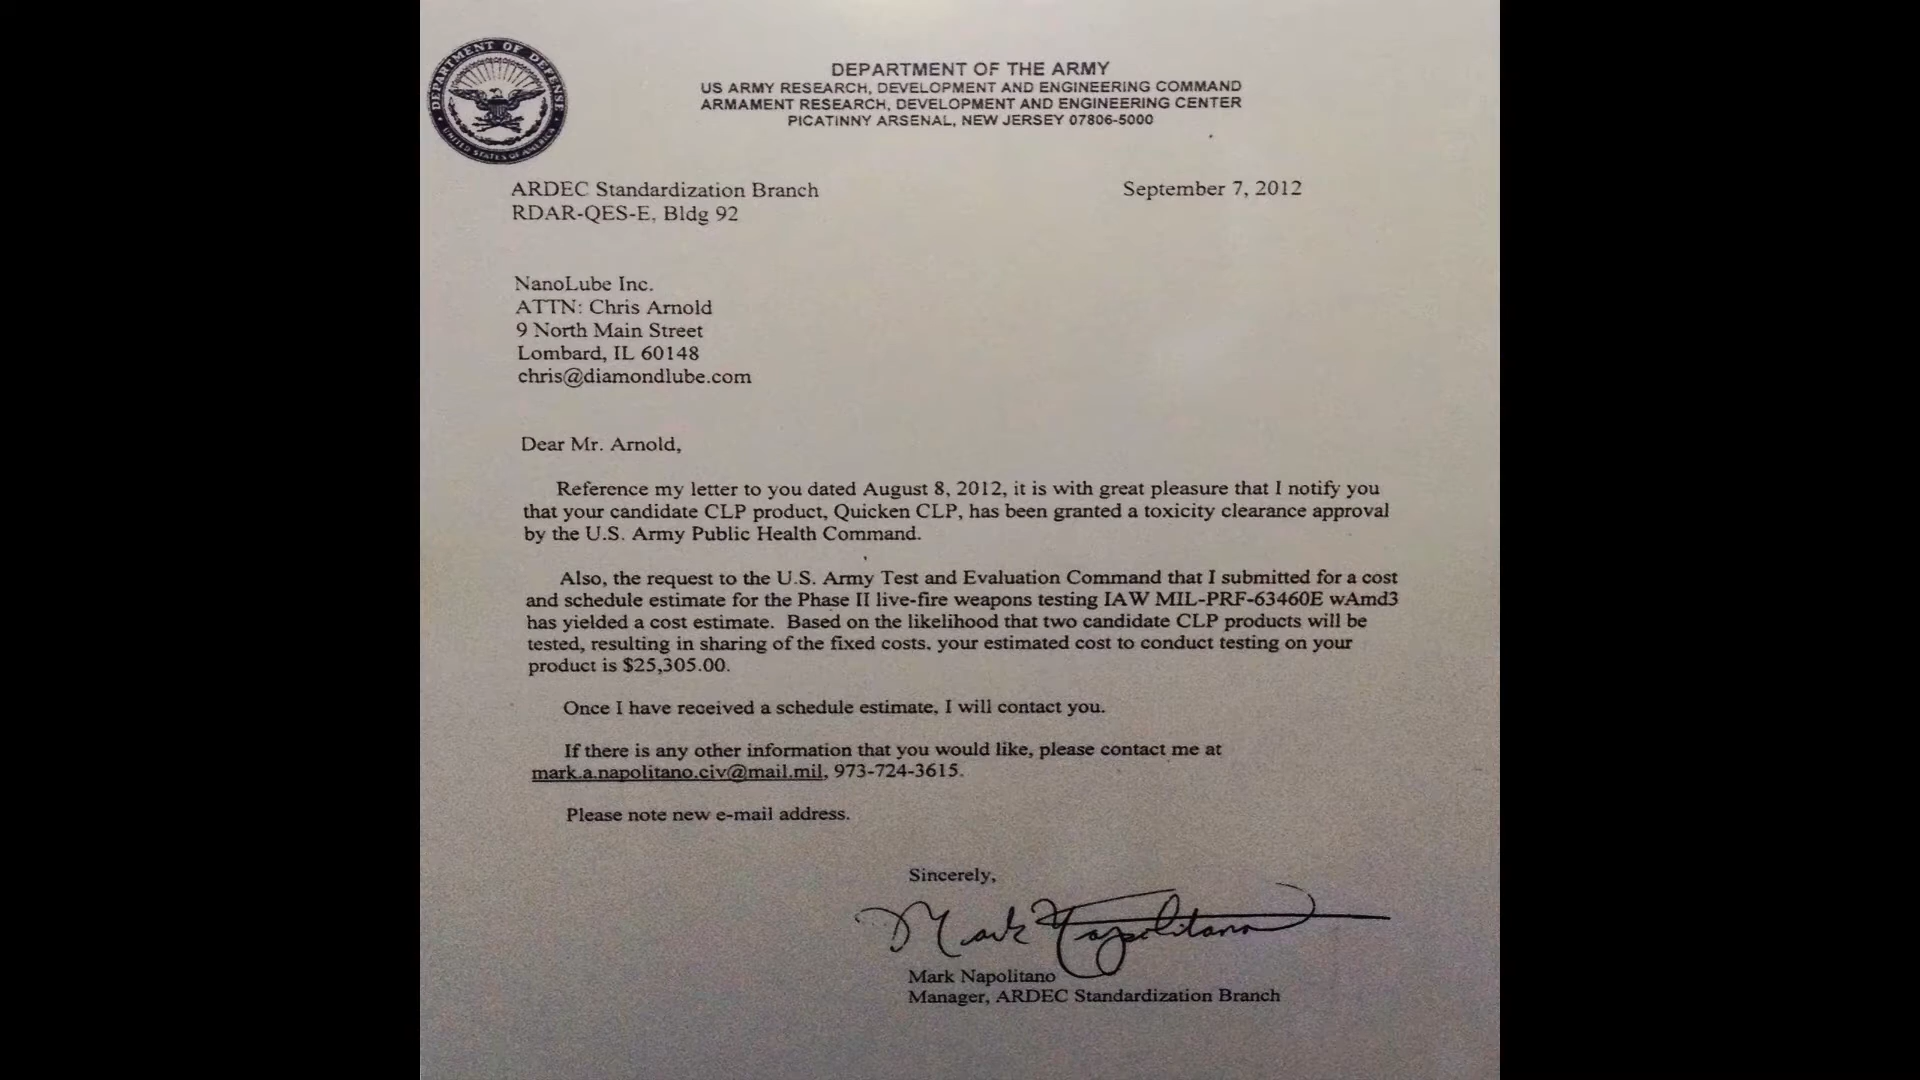 DEPARTMENT OF DEFENSE
UNITED STATES OF AMERICA
DEPARTMENT OF THE ARMY
US ARMY RESEARCH, DEVELOPMENT AND ENGINEERING COMMAND
ARMAMENT RESEARCH, DEVELOPMENT AND ENGINEERING CENTER
PICATINNY ARSENAL, NEW JERSEY 07806-5000
ARDEC Standardization Branch
September 7, 2012
RDAR-QES-E, Bldg 92
NanoLube Inc.
ATTN: Chris Arnold
9 North Main Street
Lombard, IL 60148
chris@diamondlube.com
Dear Mr. Arnold,
Reference my letter to you dated August 8, 2012, it is with great pleasure that I notify you
that your candidate CLP product, Quicken CLP, has been granted a toxicity clearance approval
by the U.S. Army Public Health Command.
Also, the request to the U.S. Army Test and Evaluation Command that I submitted for a cost
and schedule estimate for the Phase II live-fire weapons testing IAW MIL-PRF-63460E wAmd3
has yielded a cost estimate. Based on the likelihood that two candidate CLP products will be
tested, resulting in sharing of the fixed costs, your estimated cost to conduct testing on your
product is $25,305.00.
Once I have received a schedule estimate, I will contact you.
If there is any other information that you would like, please contact me at
mark.a.napolitano.civ@mail.mil, 973-724-3615.
Please note new e-mail address.
Sincerely,
Mark Napolitano
Mark Napolitano
Manager, ARDEC Standardization Branch